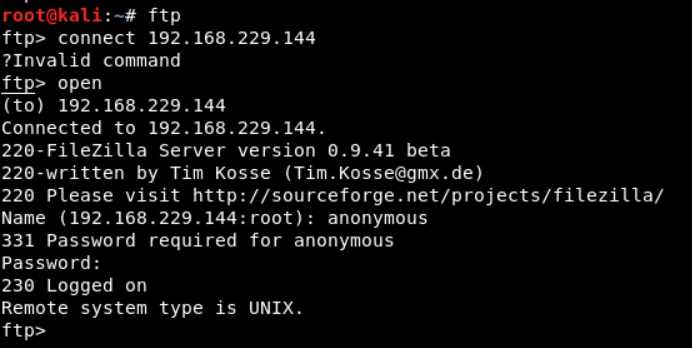 root@kali:~# ftp
ftp> connect 192.168.229.144
?Invalid command
ftp> open
(to) 192.168.229.144
Connected to 192.168.229.144.
220-FileZilla Server version 0.9.41 beta
220-written by Tim Kosse (Tim.Kosse@gmx.de)
220 Please visit http://sourceforge.net/projects/filezilla/
Name (192.168.229.144:root): anonymous
331 Password required for anonymous
Password:
230 Logged on
Remote system type is UNIX.
ftp>